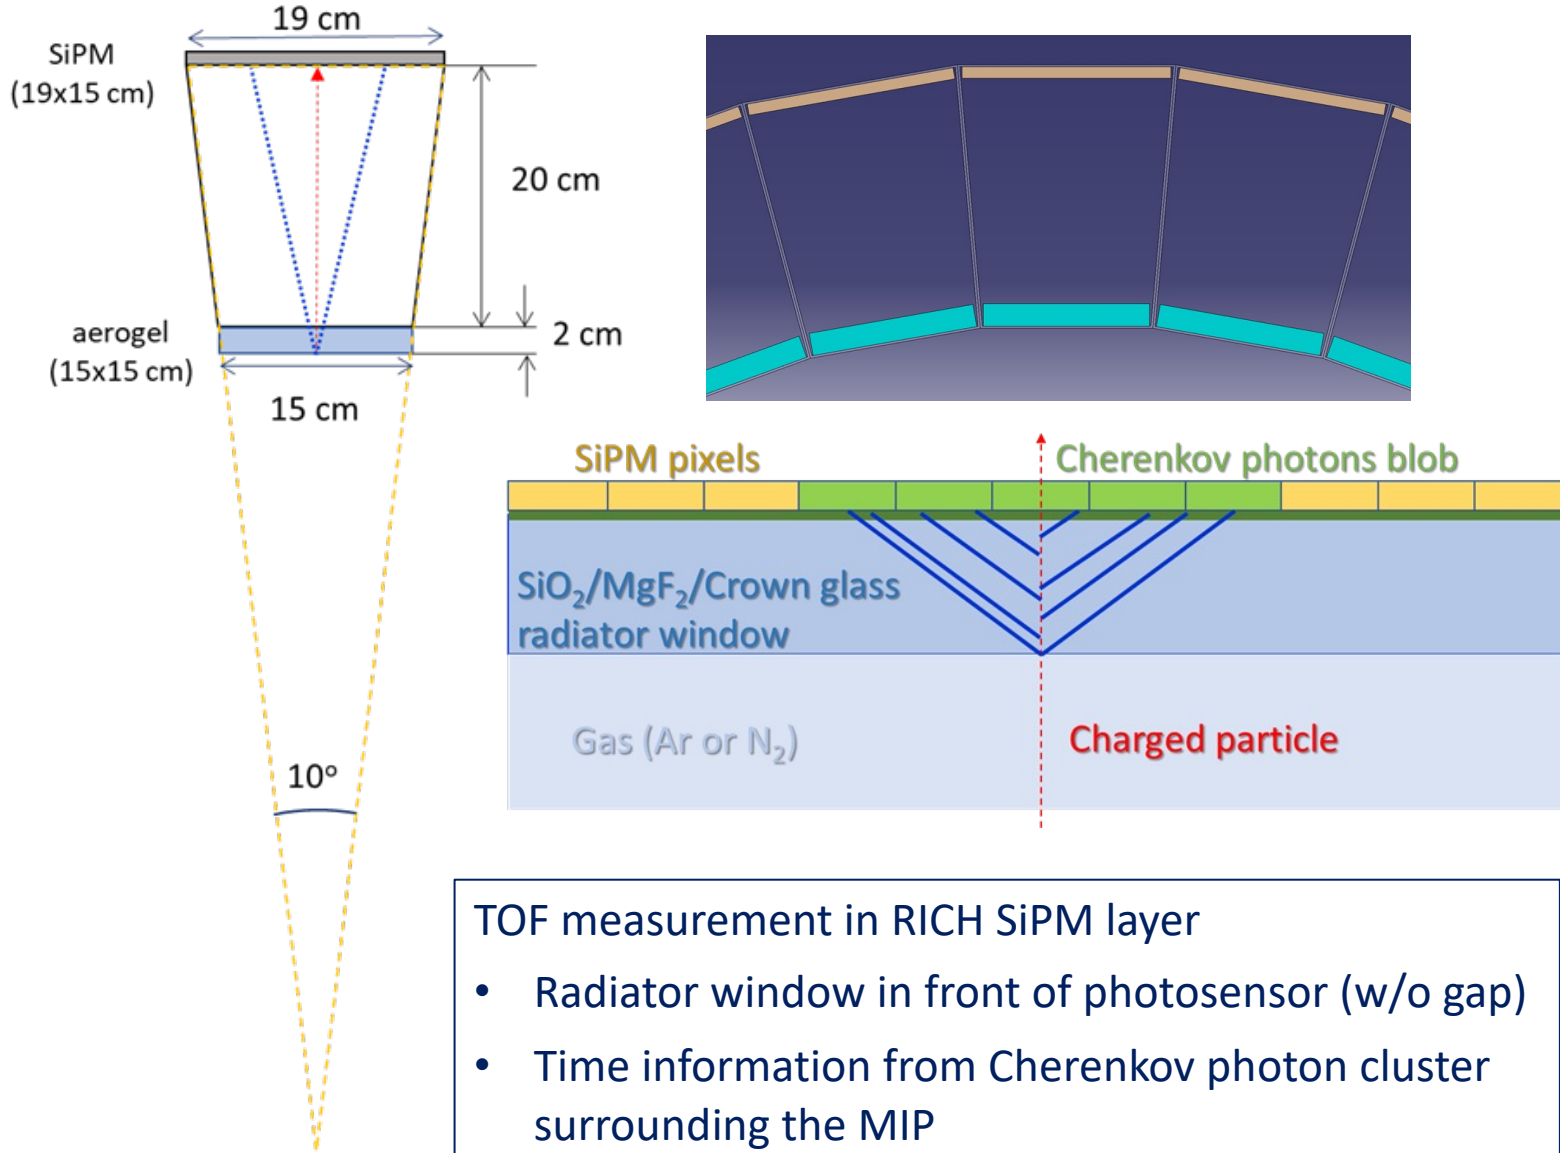 19 cm
SiPM
(19x15 cm)
20 cm
aerogel
(15x15 cm)
2 cm
15 cm
10º
SiPM pixels
Cherenkov photons blob
SiO₂/MgF₂/Crown glass
radiator window
Gas (Ar or N₂)
Charged particle
TOF measurement in RICH SiPM layer
• Radiator window in front of photosensor (w/o gap)
• Time information from Cherenkov photon cluster
surrounding the MIP